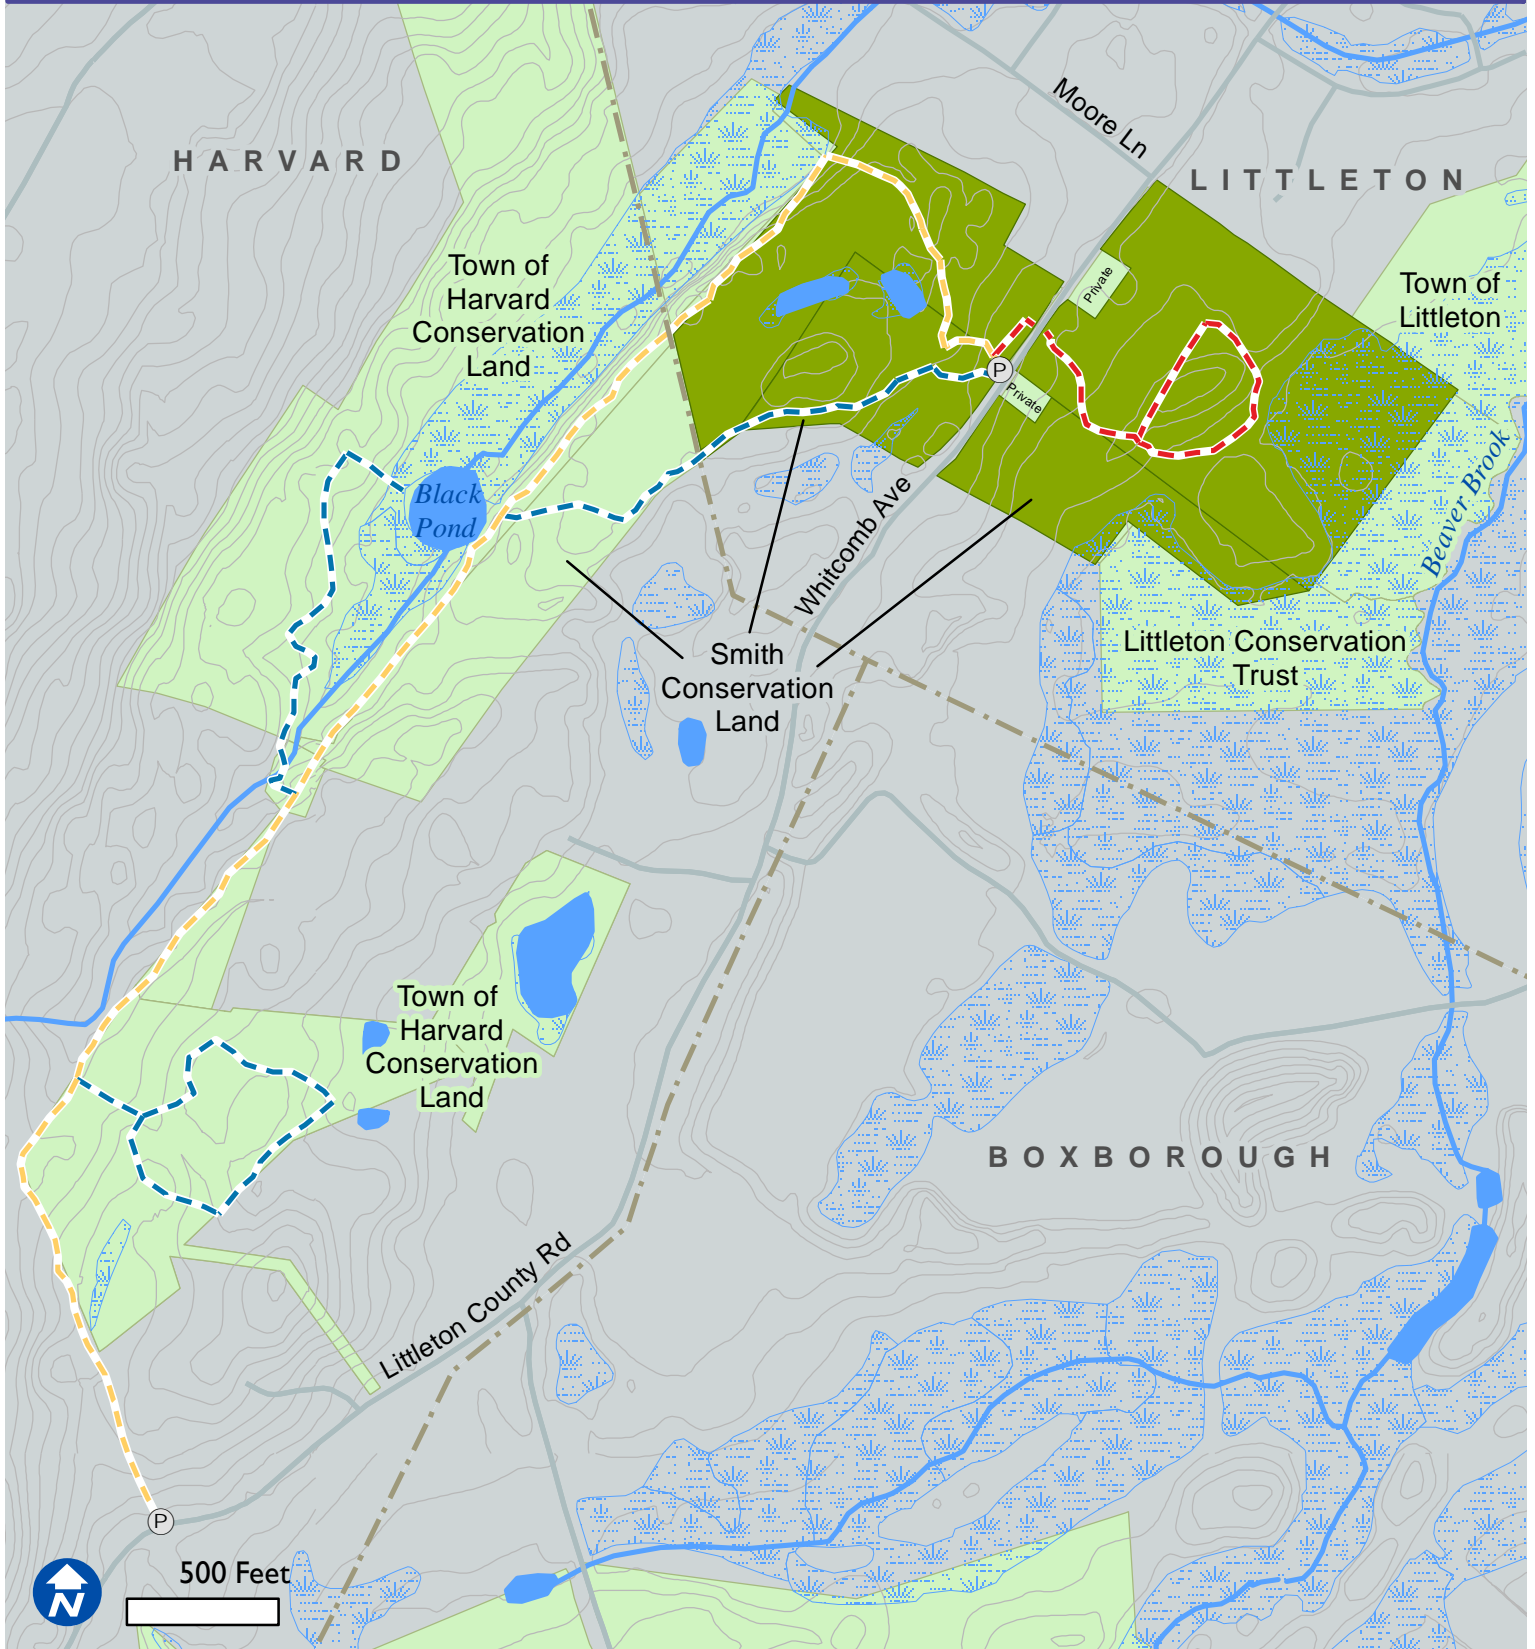 Moore Ln
HARVARD
LITTLETON
Town of
Harvard
Conservation
Land
Private
Town of
Littleton
P
Private
Black
Pond
Beaver Brook
Whitcomb Ave
Littleton Conservation
Trust
Smith
Conservation
Land
Town of
Harvard
Conservation
Land
BOXBOROUGH
Littleton County Rd
P
500 Feet
N